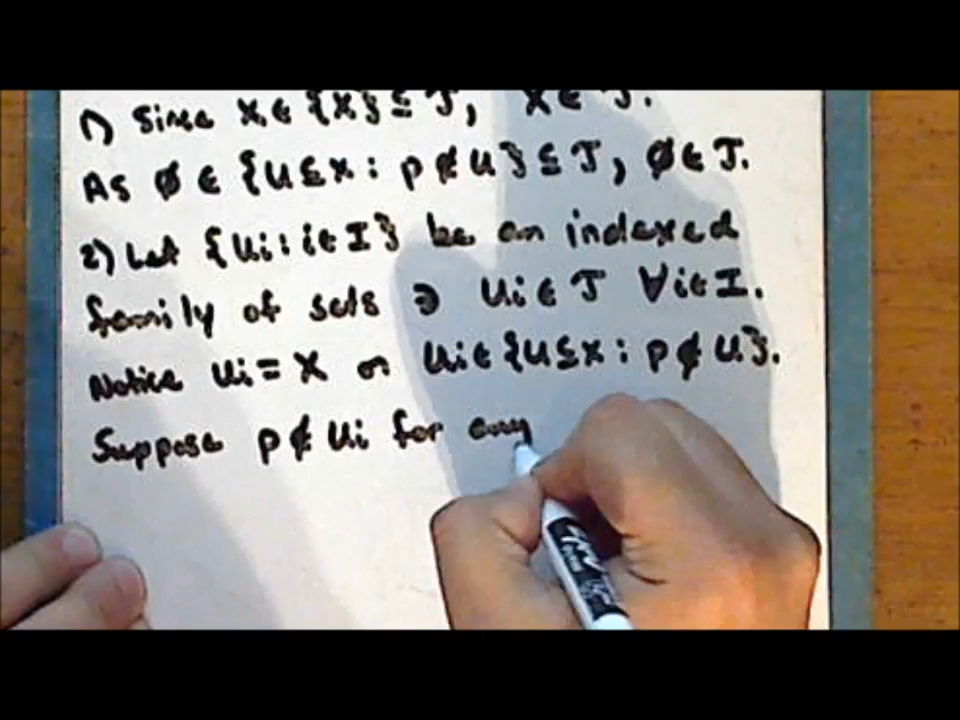 1) Since X ∈ {X} ⊆ T, X ∈ T.
As ∅ ∈ {U ⊆ X : p ∉ U} ⊆ T, ∅ ∈ T.
2) Let {Ui : i ∈ I} be an indexed
family of sets ∋ Ui ∈ T ∀i ∈ I.
Notice Ui = X or Ui ∈ {U ⊆ X : p ∉ U}.
Suppose p ∉ Ui for any